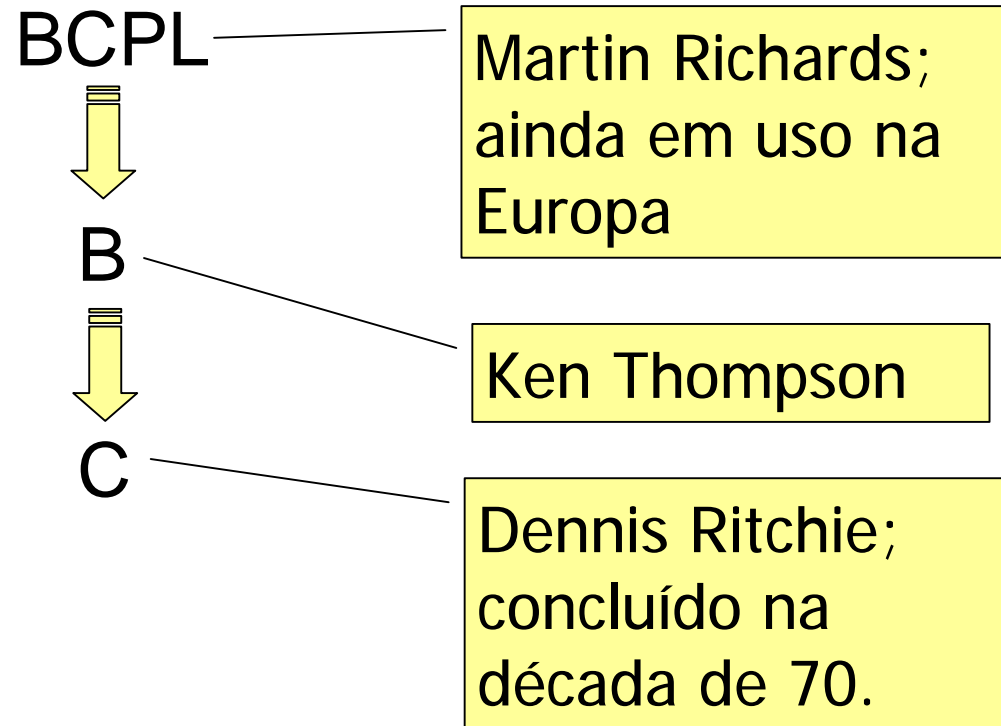 BCPL
Martin Richards;
ainda em uso na
Europa
B
Ken Thompson
C
Dennis Ritchie;
concluído na
década de 70.